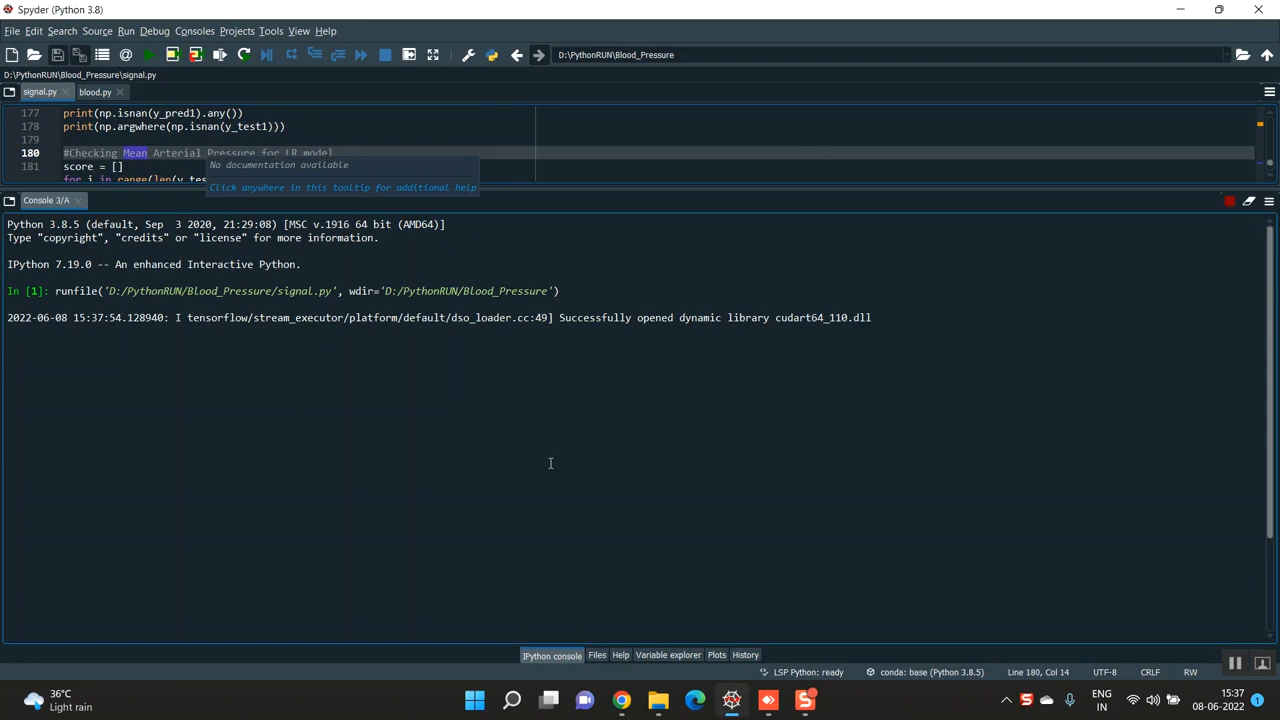 Spyder (Python 3.8)
File Edit Search Source Run Debug Consoles Projects Tools View Help
D:\PythonRUN\Blood_Pressure
D:\PythonRUN\Blood_Pressure\signal.py
signal.py blood.py
177 print(np.isnan(y_pred1).any())
178 print(np.argwhere(np.isnan(y_test1)))
179
180 #Checking Mean Arterial Pressure for LR model
No documentation available
181 score = []
for i in range(len(y_tes
Click anywhere in this tooltip for additional help
Console 3/A
Python 3.8.5 (default, Sep 3 2020, 21:29:08) [MSC v.1916 64 bit (AMD64)]
Type "copyright", "credits" or "license" for more information.
IPython 7.19.0 -- An enhanced Interactive Python.
In [1]: runfile('D:/PythonRUN/Blood_Pressure/signal.py', wdir='D:/PythonRUN/Blood_Pressure')
2022-06-08 15:37:54.128940: I tensorflow/stream_executor/platform/default/dso_loader.cc:49] Successfully opened dynamic library cudart64_110.dll
IPython console Files Help Variable explorer Plots History
LSP Python: ready conda: base (Python 3.8.5) Line 180, Col 14 UTF-8 CRLF RW
36°C
Light rain
ENG
IN
15:37
08-06-2022
1